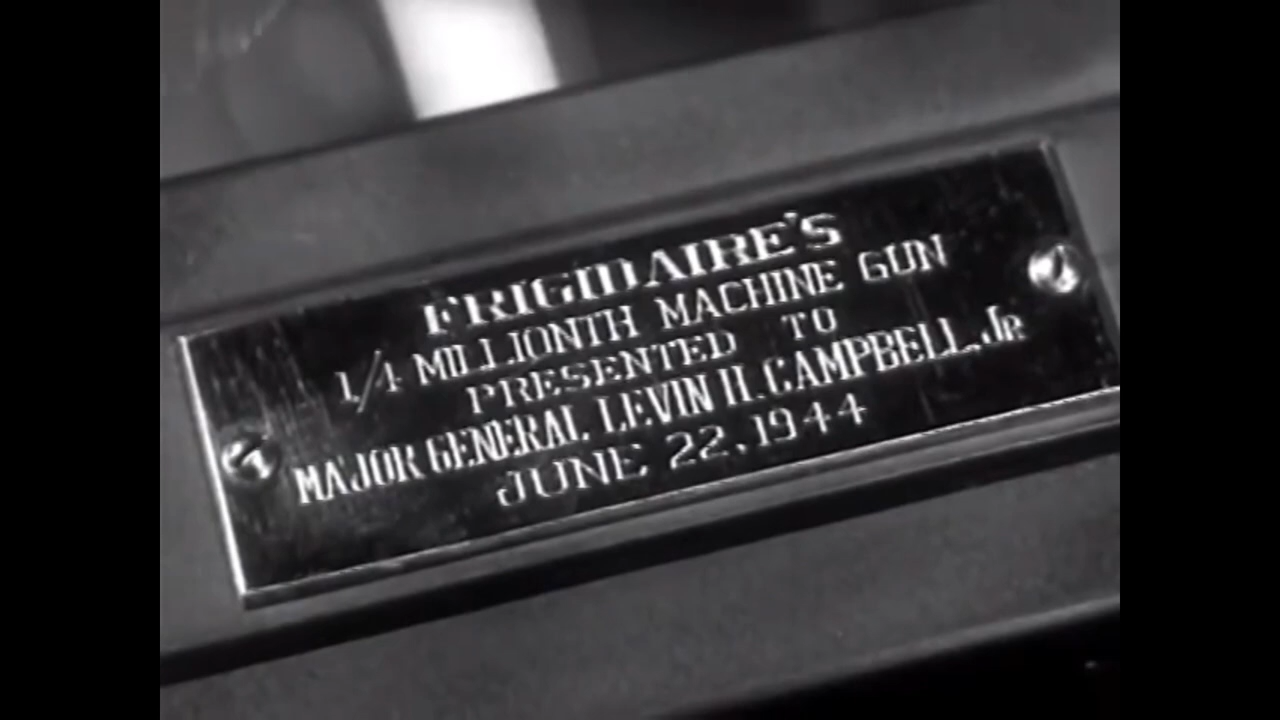 FRIGIDAIRE'S
1/4 MILLIONTH MACHINE GUN
PRESENTED TO
MAJOR GENERAL LEVIN H. CAMPBELL, JR
JUNE 22, 1944